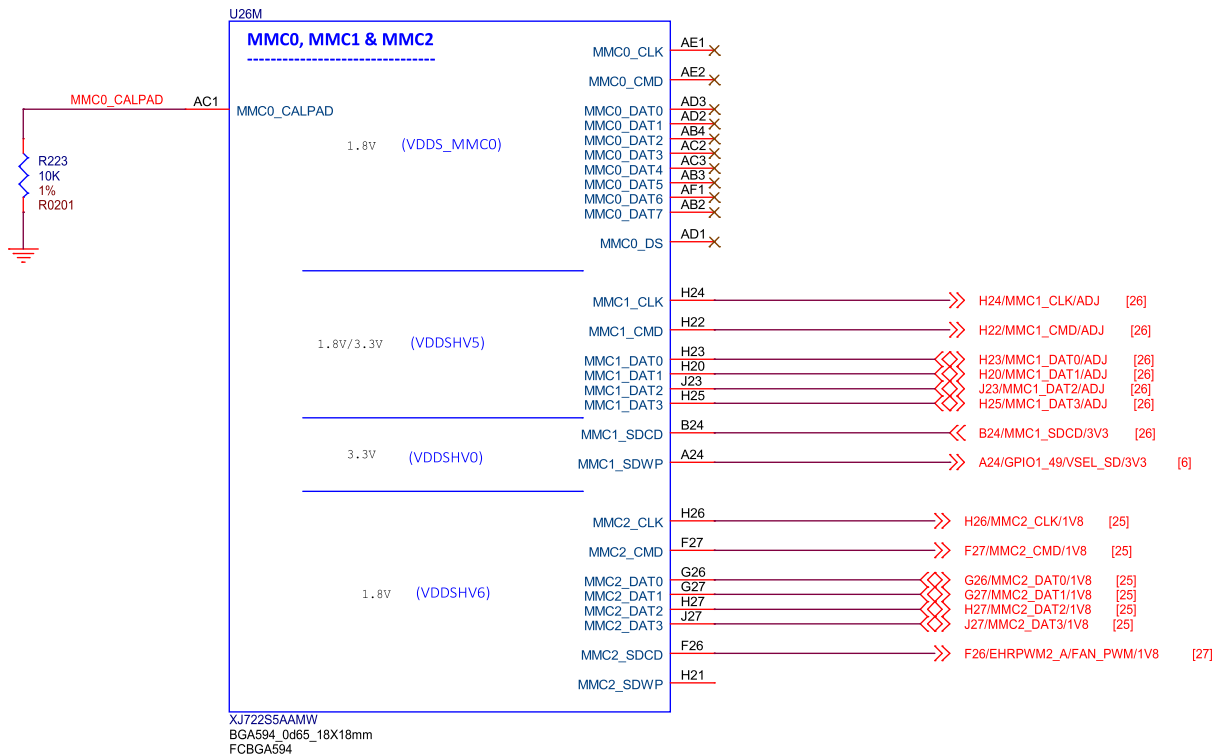 U26M
MMC0, MMC1 & MMC2
--------------------------------
MMC0_CALPAD AC1 MMC0_CALPAD
R223
10K
1%
R0201
1.8V (VDDS_MMC0)
MMC0_CLK AE1
MMC0_CMD AE2
MMC0_DAT0 AD3
MMC0_DAT1 AD2
MMC0_DAT2 AB4
MMC0_DAT3 AC2
MMC0_DAT4 AC3
MMC0_DAT5 AB3
MMC0_DAT6 AF1
MMC0_DAT7 AB2
MMC0_DS AD1
1.8V/3.3V (VDDSHV5)
MMC1_CLK H24 H24/MMC1_CLK/ADJ [26]
MMC1_CMD H22 H22/MMC1_CMD/ADJ [26]
MMC1_DAT0 H23 H23/MMC1_DAT0/ADJ [26]
MMC1_DAT1 H20 H20/MMC1_DAT1/ADJ [26]
MMC1_DAT2 J23 J23/MMC1_DAT2/ADJ [26]
MMC1_DAT3 H25 H25/MMC1_DAT3/ADJ [26]
3.3V (VDDSHV0)
MMC1_SDCD B24 B24/MMC1_SDCD/3V3 [26]
MMC1_SDWP A24 A24/GPIO1_49/VSEL_SD/3V3 [6]
1.8V (VDDSHV6)
MMC2_CLK H26 H26/MMC2_CLK/1V8 [25]
MMC2_CMD F27 F27/MMC2_CMD/1V8 [25]
MMC2_DAT0 G26 G26/MMC2_DAT0/1V8 [25]
MMC2_DAT1 G27 G27/MMC2_DAT1/1V8 [25]
MMC2_DAT2 H27 H27/MMC2_DAT2/1V8 [25]
MMC2_DAT3 J27 J27/MMC2_DAT3/1V8 [25]
MMC2_SDCD F26 F26/EHRPWM2_A/FAN_PWM/1V8 [27]
MMC2_SDWP H21
XJ722S5AAMW
BGA594_0d65_18X18mm
FCBGA594